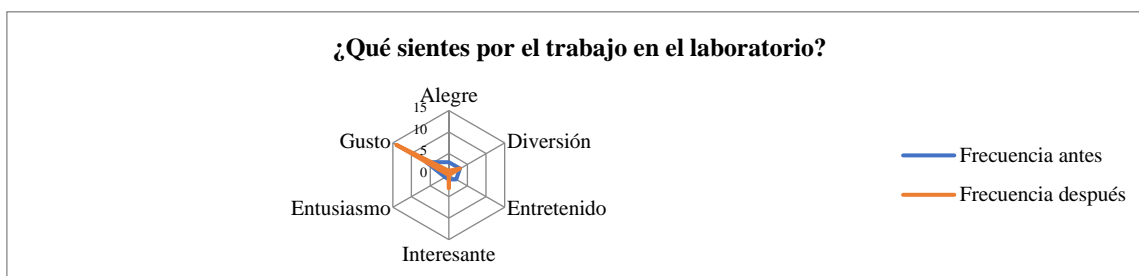 ¿Qué sientes por el trabajo en el laboratorio?
Alegre
15
10
5
0
Gusto
Diversión
Entusiasmo
Entretenido
Interesante
Frecuencia antes
Frecuencia después